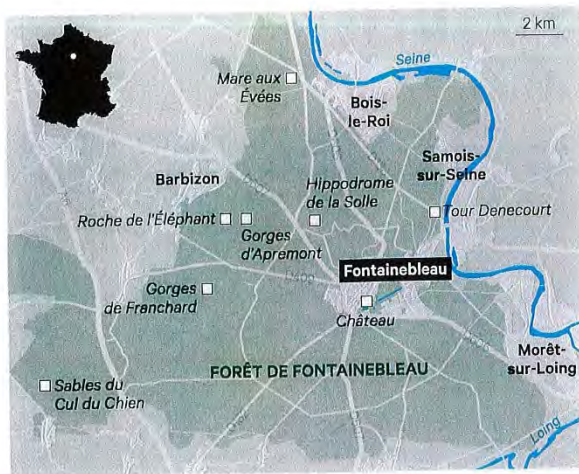 2 km
Seine
Mare aux
Évées
Bois-
le-Roi
Samois-
sur-Seine
Barbizon
Hippodrome
de la Solle
Roche de l'Éléphant
Gorges
d'Apremont
Tour Denecourt
Fontainebleau
Gorges
de Franchard
Château
Morêt-
sur-Loing
FORÊT DE FONTAINEBLEAU
Sables du
Cul du Chien
Loing